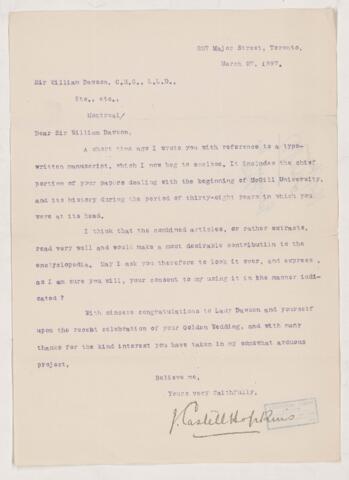 257 Major Street, Toronto,
March 27, 1897.
Sir William Dawson, C.M.G., L.L.D.,
Etc., etc.,
Montreal/
Dear Sir William Dawson,
A short time ago I wrote you with reference to a type-
written manuscript, which I now beg to enclose. It includes the chief
portion of your papers dealing with the beginning of McGill University,
and its history during the period of thirty-eight years in which you
were at its head.
I think that the combined articles, or rather extracts,
read very well and would make a most desirable contribution to the
encyclopedia. May I ask you therefore to look it over, and express,
as I am sure you will, your consent to my using it in the manner indi-
cated?
With sincere congratulations to Lady Dawson and yourself
upon the recent celebration of your Golden Wedding, and with many
thanks for the kind interest you have taken in my somewhat arduous
project,
Believe me,
Yours very faithfully,
J. Castell Hopkins